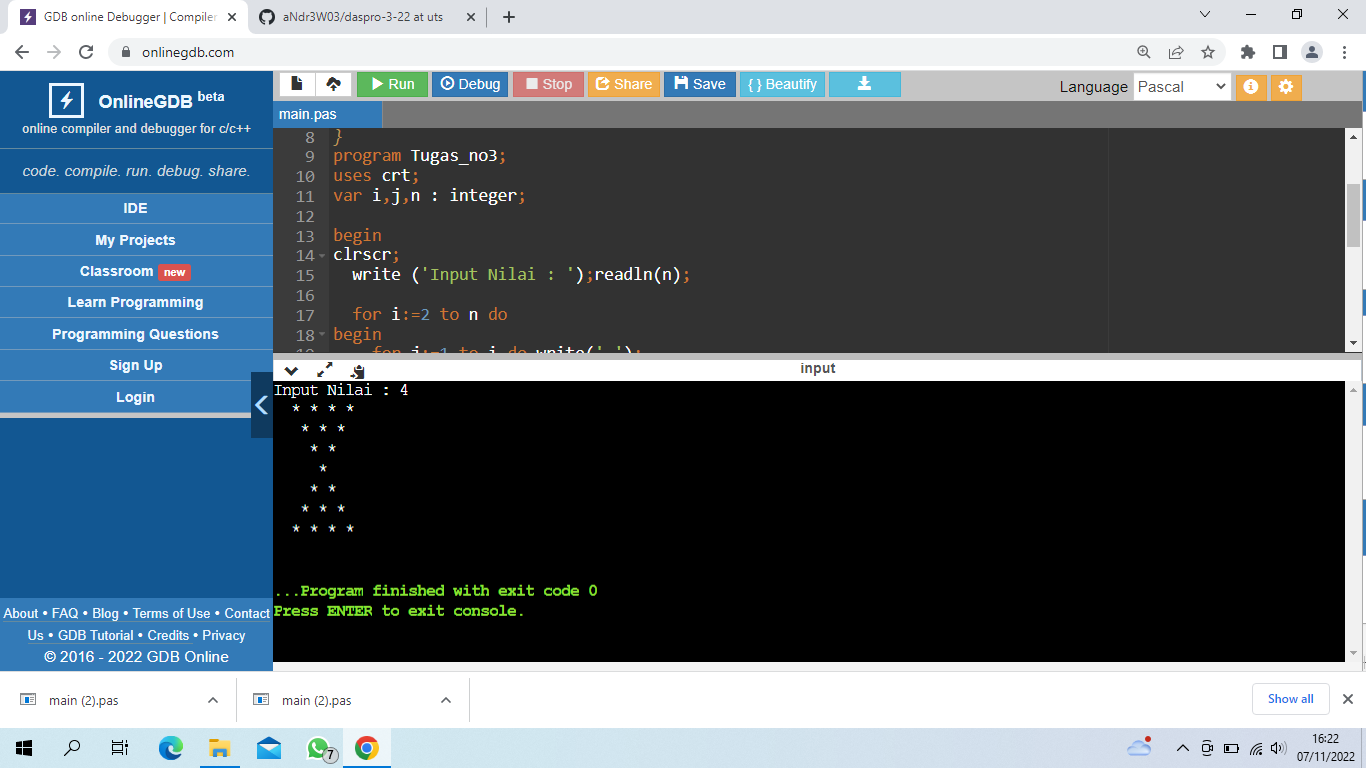 GDB online Debugger | Compiler
aNdr3W03/daspro-3-22 at uts
onlinegdb.com
OnlineGDB beta
online compiler and debugger for c/c++
code. compile. run. debug. share.
IDE
My Projects
Classroom new
Learn Programming
Programming Questions
Sign Up
Login
About • FAQ • Blog • Terms of Use • Contact
Us • GDB Tutorial • Credits • Privacy
© 2016 - 2022 GDB Online
Run Debug Stop Share Save { } Beautify
Language Pascal
main.pas
8 }
9 program Tugas_no3;
10 uses crt;
11 var i,j,n : integer;
12
13 begin
14 clrscr;
15 write ('Input Nilai : ');readln(n);
16
17 for i:=2 to n do
18 begin
input
Input Nilai : 4
* * * *
* * *
* *
*
* *
* * *
* * * *
...Program finished with exit code 0
Press ENTER to exit console.
main (2).pas
main (2).pas
Show all
7
16:22
07/11/2022